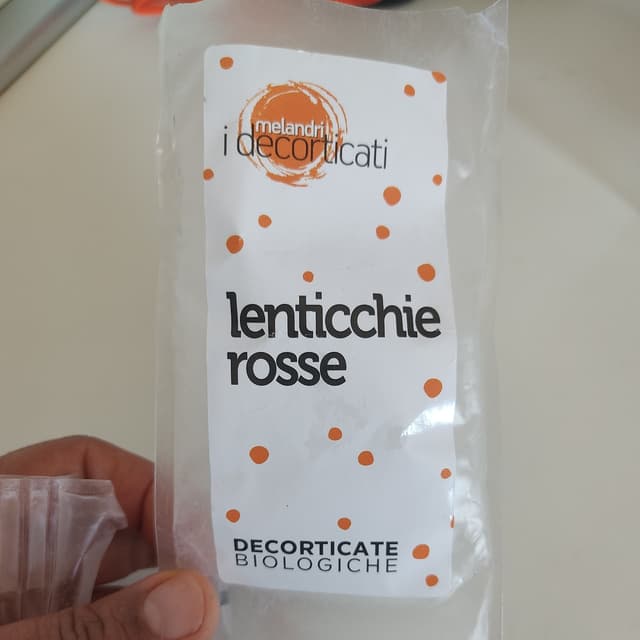 melandri
i decorticati
lenticchie
rosse
DECORTICATE
BIOLOGICHE